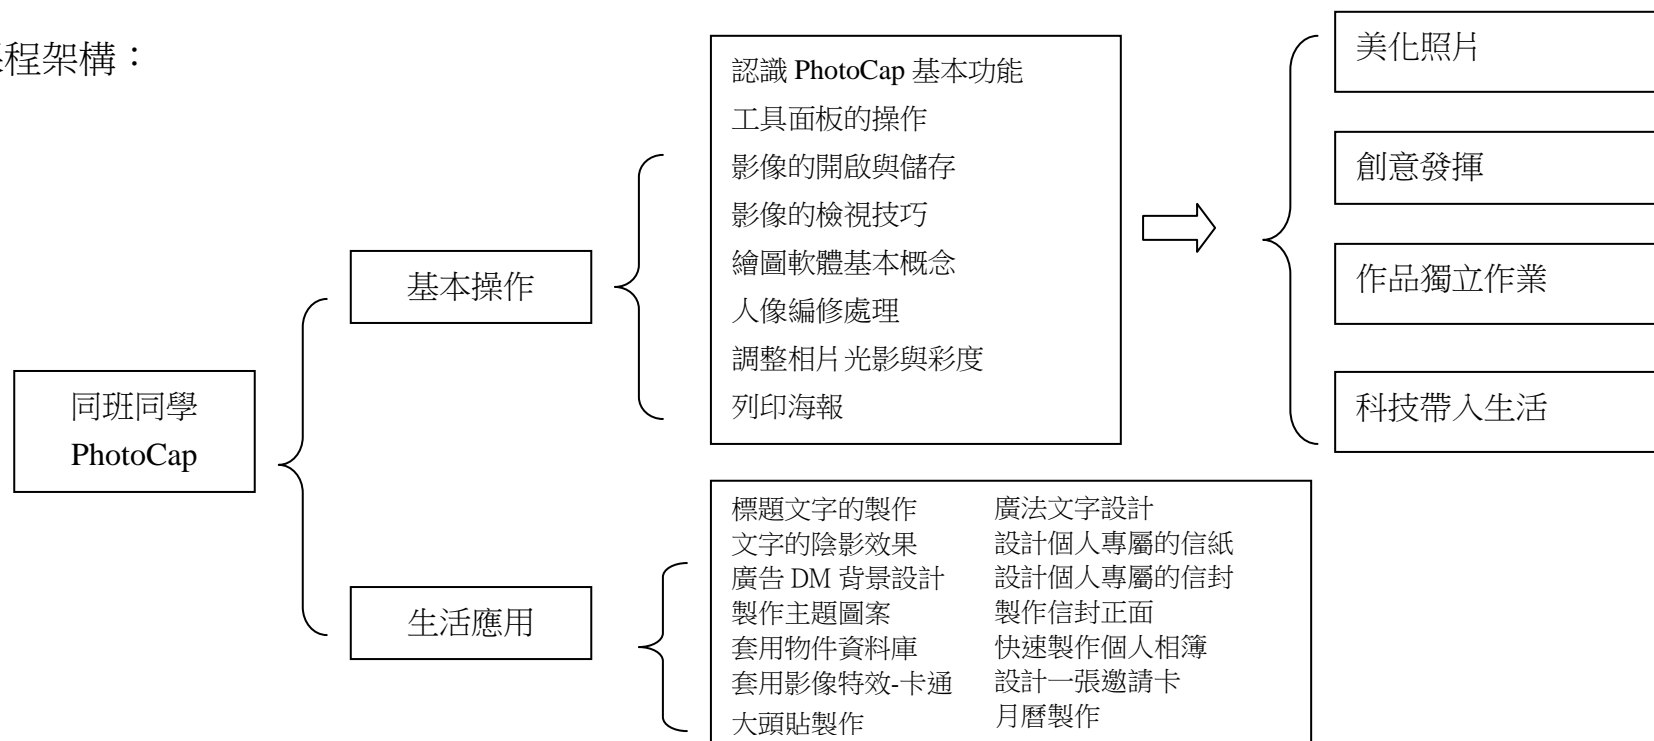 程架構：
同班同學
PhotoCap
基本操作
認識 PhotoCap 基本功能
工具面板的操作
影像的開啟與儲存
影像的檢視技巧
繪圖軟體基本概念
人像編修處理
調整相片光影與彩度
列印海報
美化照片
創意發揮
作品獨立作業
科技帶入生活
生活應用
標題文字的製作
文字的陰影效果
廣告 DM 背景設計
製作主題圖案
套用物件資料庫
套用影像特效-卡通
大頭貼製作
廣法文字設計
設計個人專屬的信紙
設計個人專屬的信封
製作信封正面
快速製作個人相簿
設計一張邀請卡
月曆製作